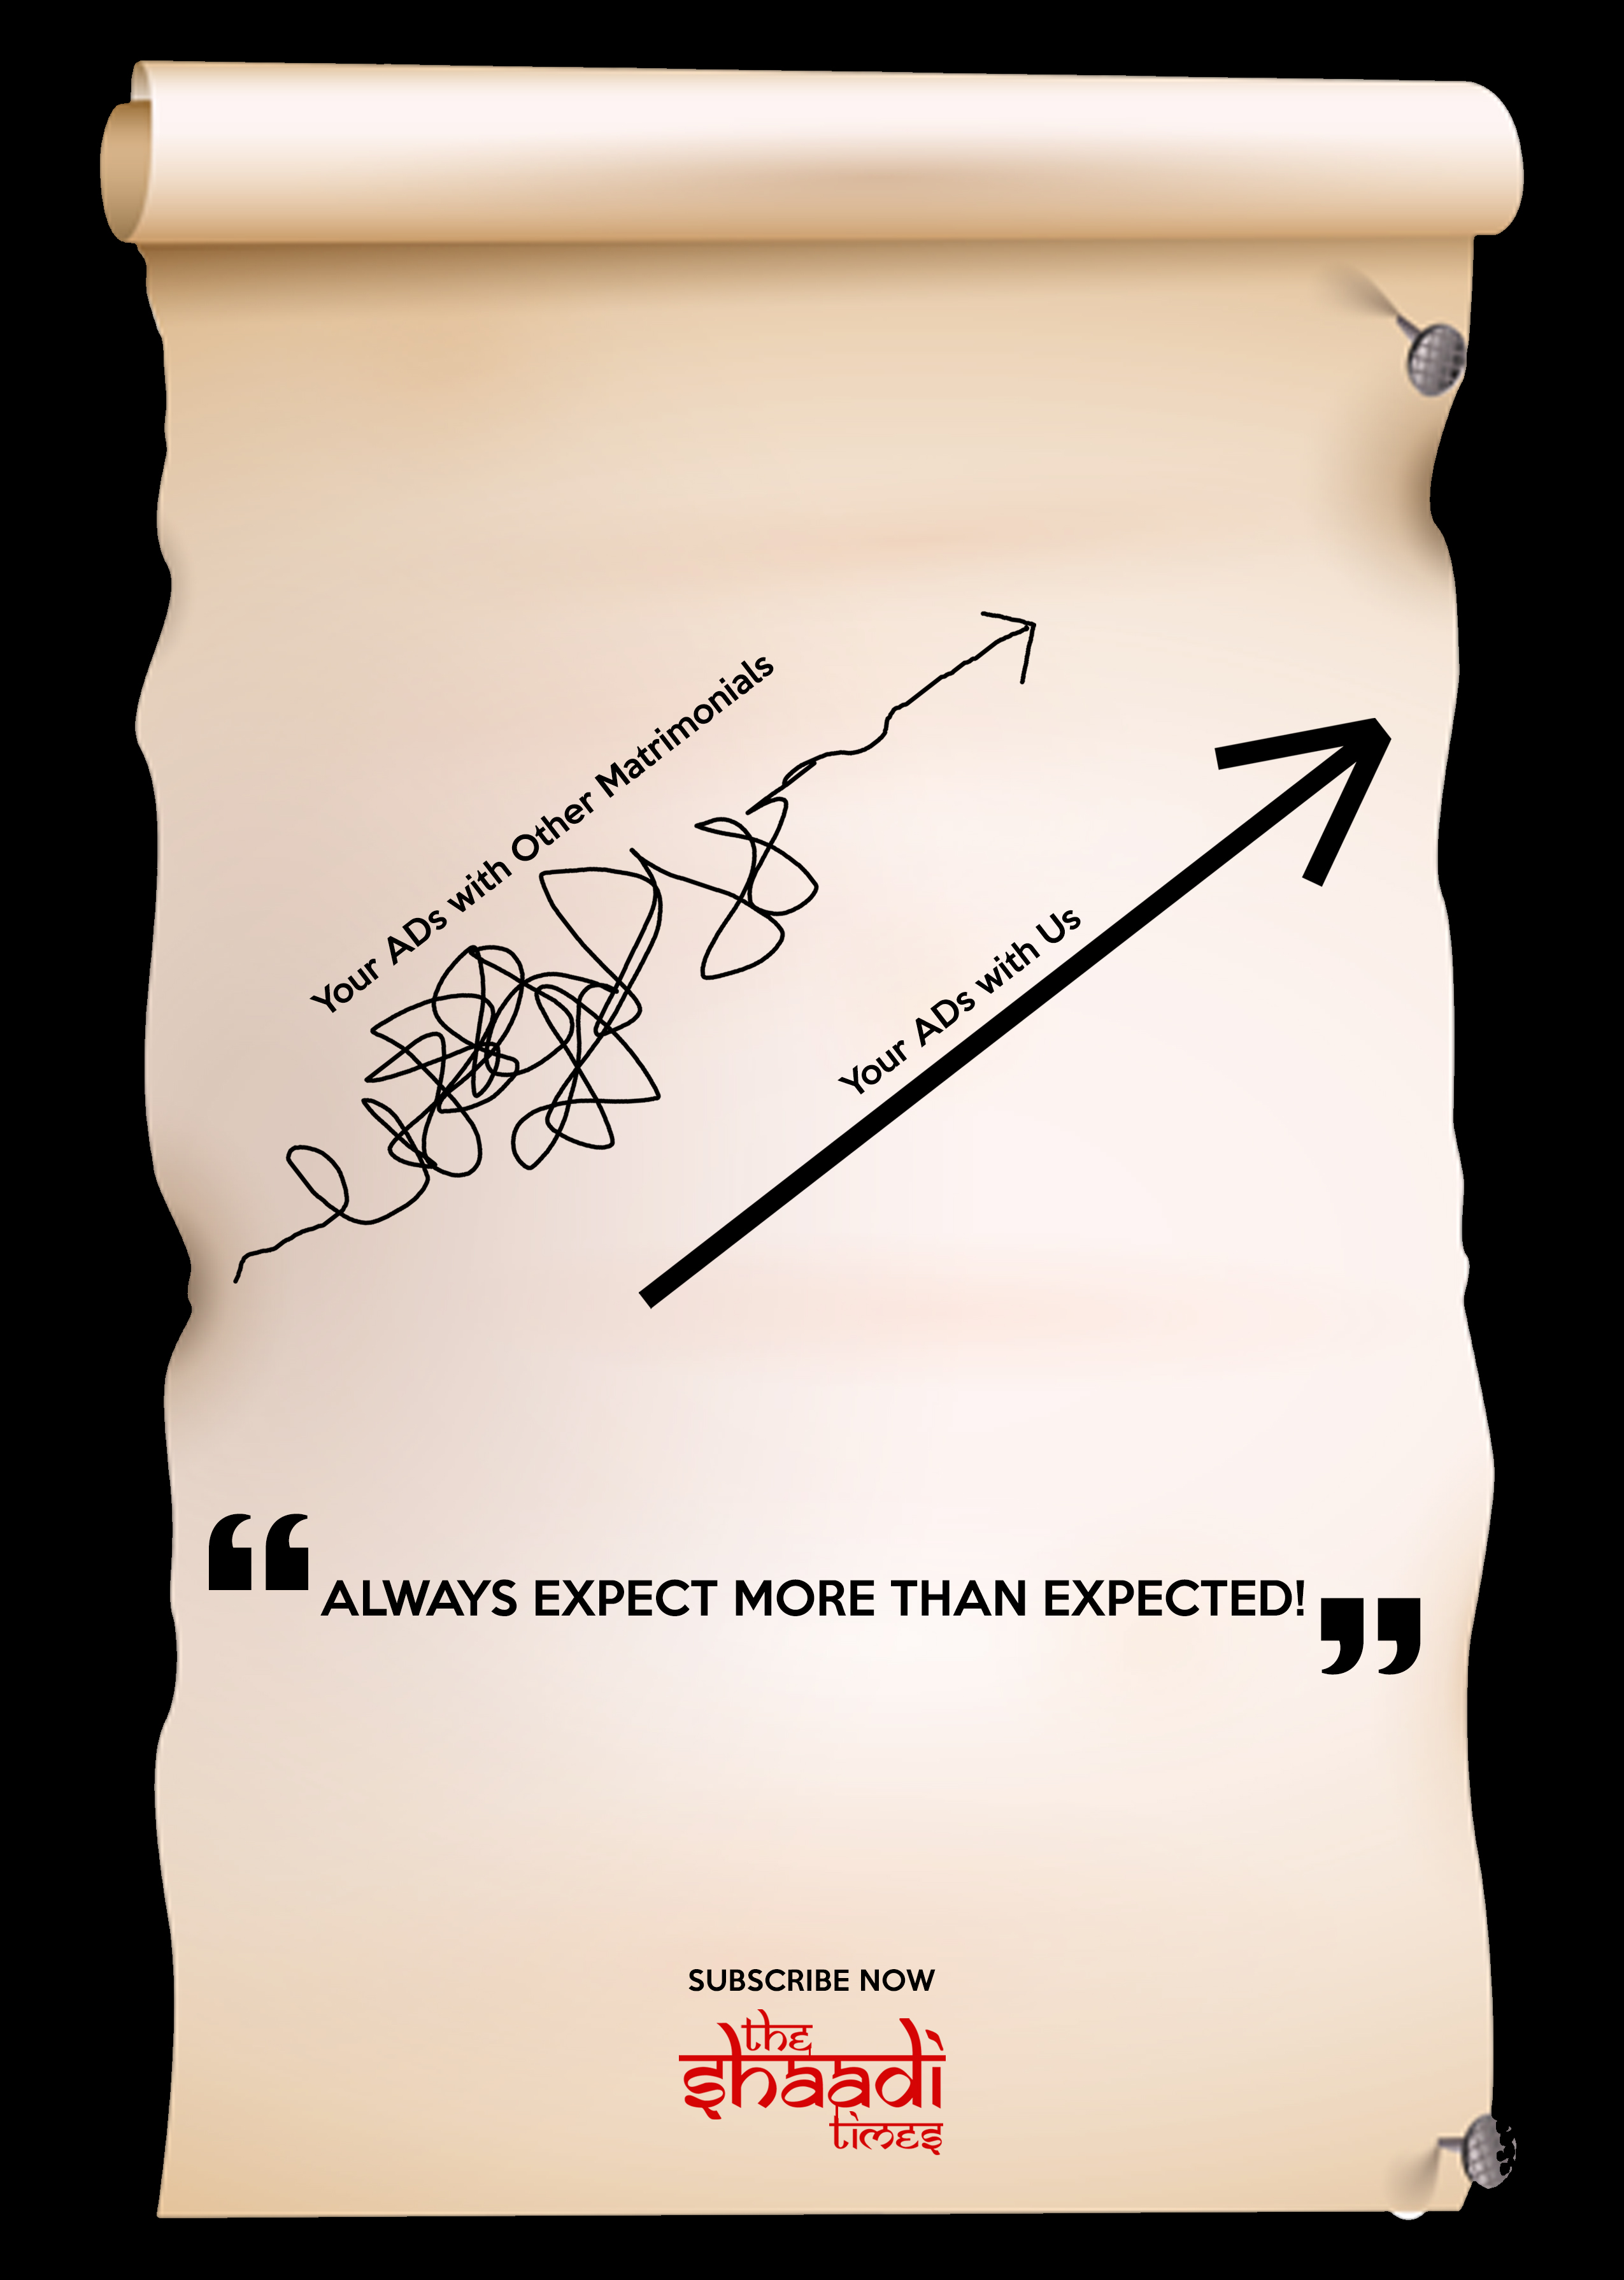 Your ADs with Other Matrimonials
Your ADs with Us
“ ALWAYS EXPECT MORE THAN EXPECTED! ”
SUBSCRIBE NOW
the
shaadi
times